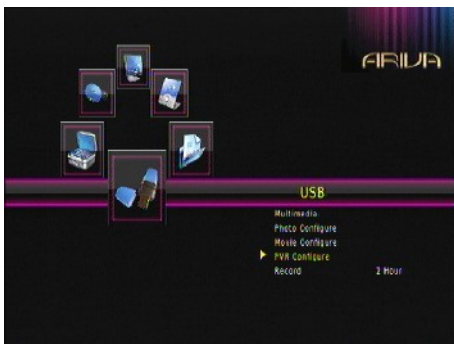 ARIVA
USB
Multimedia
Photo Configure
Movie Configure
PVR Configure
Record 2 Hour